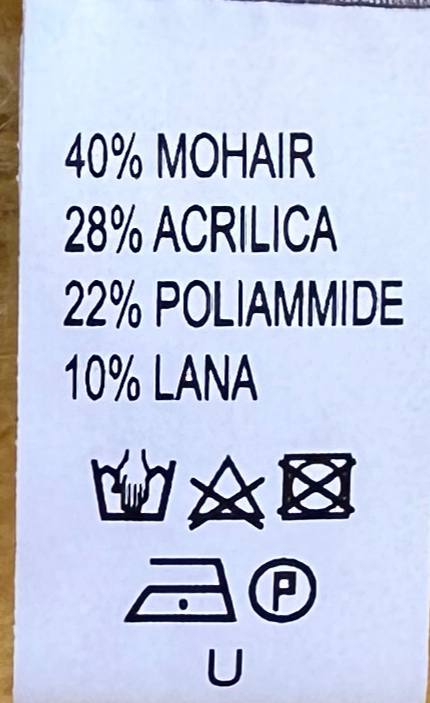 40% MOHAIR
28% ACRILICA
22% POLIAMMIDE
10% LANA
P
U